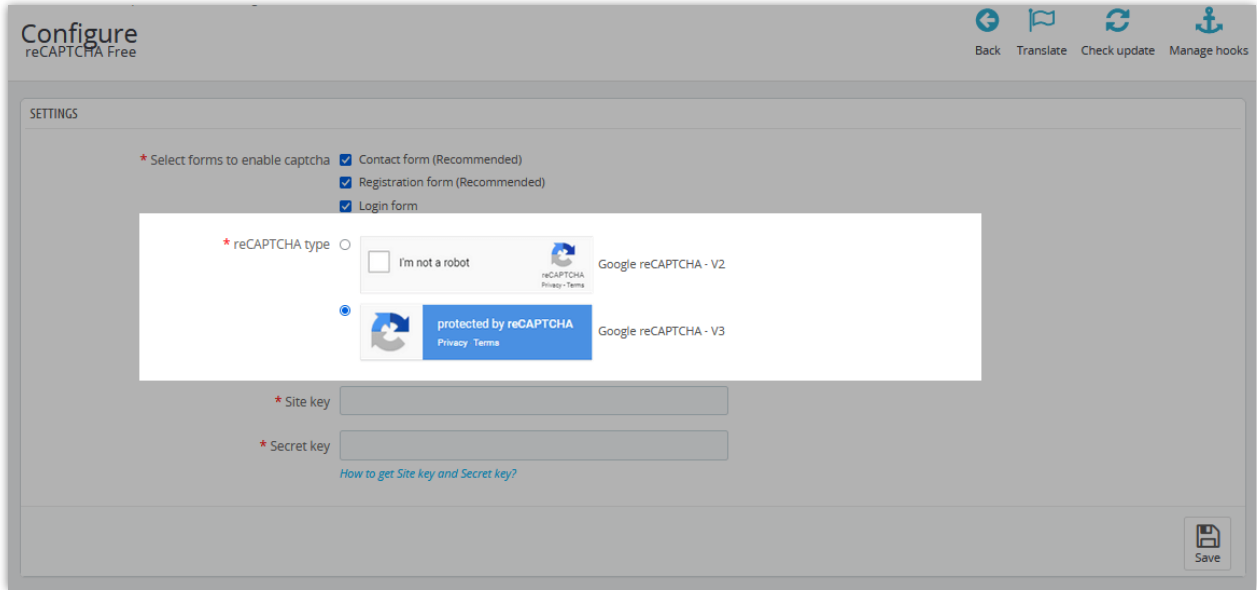 Configure
reCAPTCHA Free
Back Translate Check update Manage hooks
SETTINGS
* Select forms to enable captcha
Contact form (Recommended)
Registration form (Recommended)
Login form
* reCAPTCHA type
I'm not a robot
reCAPTCHA
Privacy - Terms
Google reCAPTCHA - V2
protected by reCAPTCHA
Privacy Terms
Google reCAPTCHA - V3
* Site key
* Secret key
How to get Site key and Secret key?
Save